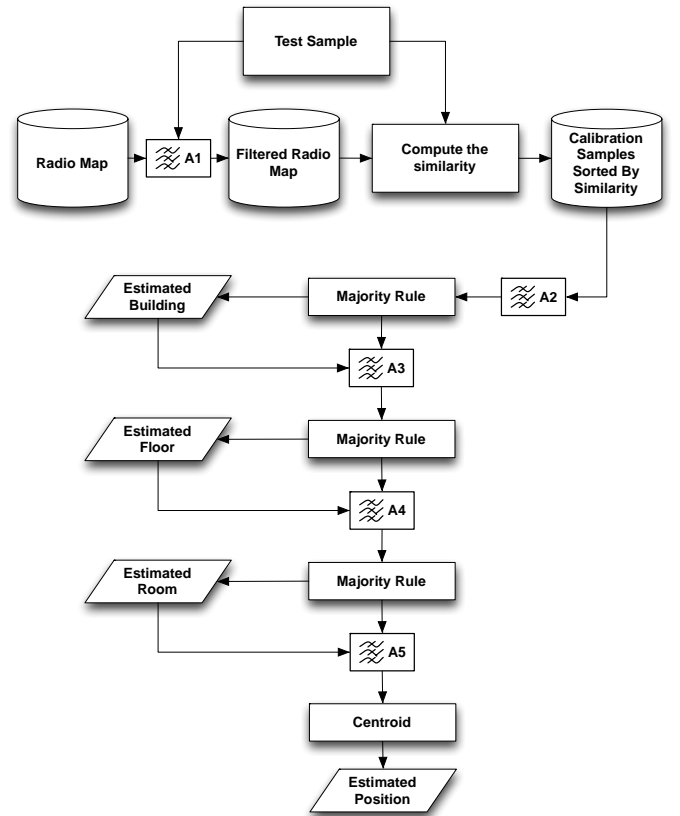 Test Sample
Radio Map
A1
Filtered Radio
Map
Compute the
similarity
Calibration
Samples
Sorted By
Similarity
Estimated
Building
Majority Rule
A2
A3
Estimated
Floor
Majority Rule
A4
Estimated
Room
Majority Rule
A5
Centroid
Estimated
Position